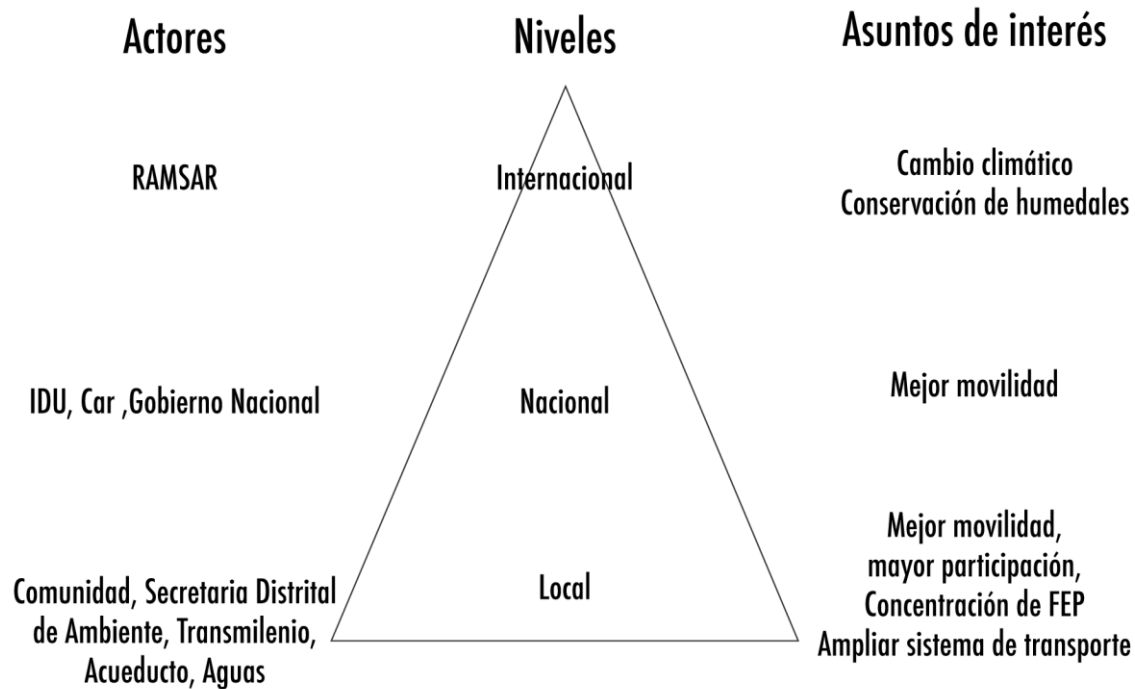 Actores
Niveles
Asuntos de interés
RAMSAR
Internacional
Cambio climático
Conservación de humedales
IDU, Car ,Gobierno Nacional
Nacional
Mejor movilidad
Comunidad, Secretaria Distrital
de Ambiente, Transmilenio,
Acueducto, Aguas
Local
Mejor movilidad,
mayor participación,
Concentración de FEP
Ampliar sistema de transporte